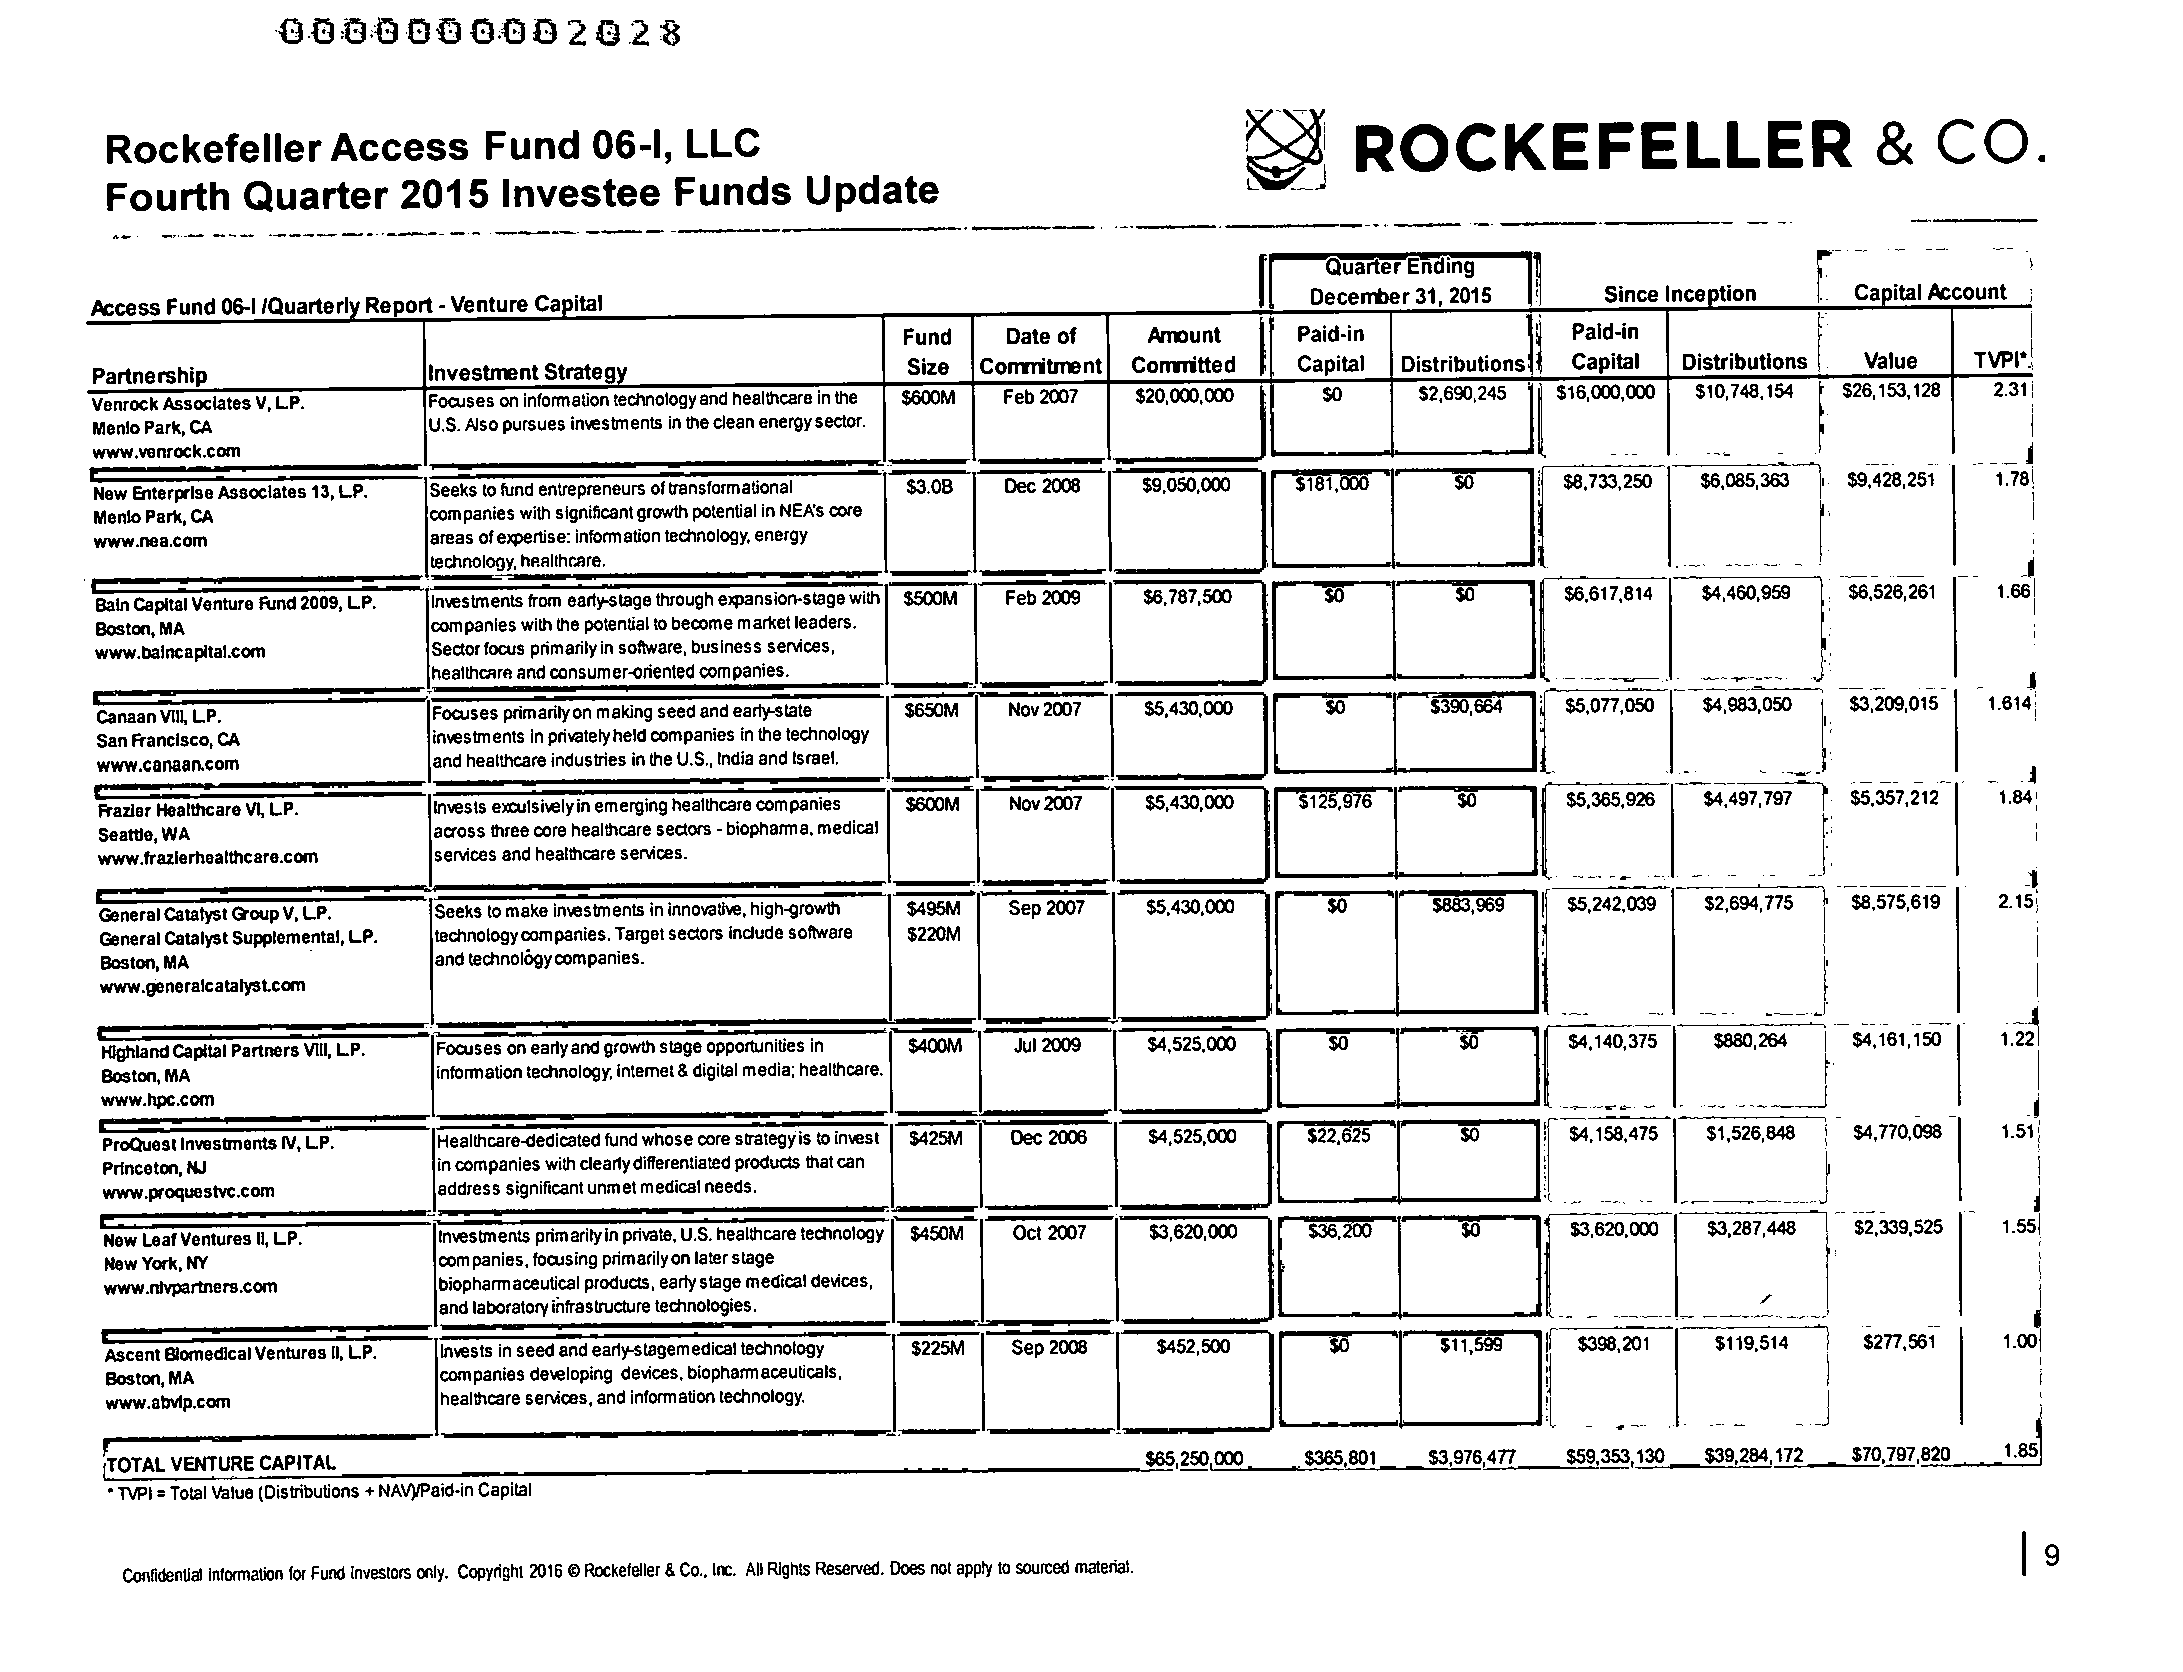 0000000002028
Rockefeller Access Fund 06-I, LLC
Fourth Quarter 2015 Investee Funds Update
ROCKEFELLER & CO.
Quarter Ending
December 31, 2015 Since Inception Capital Account
Access Fund 06-I /Quarterly Report - Venture Capital
Fund Date of Amount Paid-in Paid-in
Partnership Investment Strategy Size Commitment Committed Capital Distributions Capital Distributions Value TVPI*
Venrock Associates V, L.P. Focuses on information technology and healthcare in the $600M Feb 2007 $20,000,000 $0 $2,690,245 $16,000,000 $10,748,154 $26,153,128 2.31
Menlo Park, CA U.S. Also pursues investments in the clean energy sector.
www.venrock.com
New Enterprise Associates 13, L.P. Seeks to fund entrepreneurs of transformational $3.0B Dec 2008 $9,050,000 $181,000 $0 $8,733,250 $6,085,363 $9,428,251 1.78
Menlo Park, CA companies with significant growth potential in NEA's core
www.nea.com areas of expertise: information technology, energy
technology, healthcare.
Bain Capital Venture Fund 2009, L.P. Investments from early-stage through expansion-stage with $500M Feb 2009 $6,787,500 $0 $0 $6,617,814 $4,460,959 $6,526,261 1.66
Boston, MA companies with the potential to become market leaders.
www.baincapital.com Sector focus primarily in software, business services,
healthcare and consumer-oriented companies.
Canaan VIII, L.P. Focuses primarily on making seed and early-state $650M Nov 2007 $5,430,000 $0 $390,664 $5,077,050 $4,983,050 $3,209,015 1.614
San Francisco, CA investments in privately held companies in the technology
www.canaan.com and healthcare industries in the U.S., India and Israel.
Frazier Healthcare VI, L.P. Invests exculsively in emerging healthcare companies $600M Nov 2007 $5,430,000 $125,976 $0 $5,365,926 $4,497,797 $5,357,212 1.84
Seattle, WA across three core healthcare sectors - biopharma, medical
www.frazierhealthcare.com services and healthcare services.
General Catalyst Group V, L.P. Seeks to make investments in innovative, high-growth $495M Sep 2007 $5,430,000 $0 $883,969 $5,242,039 $2,694,775 $8,575,619 2.15
General Catalyst Supplemental, L.P. technology companies. Target sectors include software $220M
Boston, MA and technology companies.
www.generalcatalyst.com
Highland Capital Partners VIII, L.P. Focuses on early and growth stage opportunities in $400M Jul 2009 $4,525,000 $0 $0 $4,140,375 $880,264 $4,161,150 1.22
Boston, MA information technology, internet & digital media; healthcare.
www.hpc.com
ProQuest Investments IV, L.P. Healthcare-dedicated fund whose core strategy is to invest $425M Dec 2006 $4,525,000 $22,625 $0 $4,158,475 $1,526,848 $4,770,098 1.51
Princeton, NJ in companies with clearly differentiated products that can
www.proquestvc.com address significant unmet medical needs.
New Leaf Ventures II, L.P. Investments primarily in private, U.S. healthcare technology $450M Oct 2007 $3,620,000 $36,200 $0 $3,620,000 $3,287,448 $2,339,525 1.55
New York, NY companies, focusing primarily on later stage
www.nlvpartners.com biopharmaceutical products, early stage medical devices,
and laboratory infrastructure technologies.
Ascent Biomedical Ventures II, L.P. Invests in seed and early-stagemedical technology $225M Sep 2008 $452,500 $0 $11,599 $398,201 $119,514 $277,561 1.00
Boston, MA companies developing devices, biopharmaceuticals,
www.abvlp.com healthcare services, and information technology.
TOTAL VENTURE CAPITAL $65,250,000 $365,801 $3,976,477 $59,353,130 $39,284,172 $70,797,820 1.85
* TVPI = Total Value (Distributions + NAV)/Paid-in Capital
Confidential Information for Fund Investors only. Copyright 2016 © Rockefeller & Co., Inc. All Rights Reserved. Does not apply to sourced material.
9